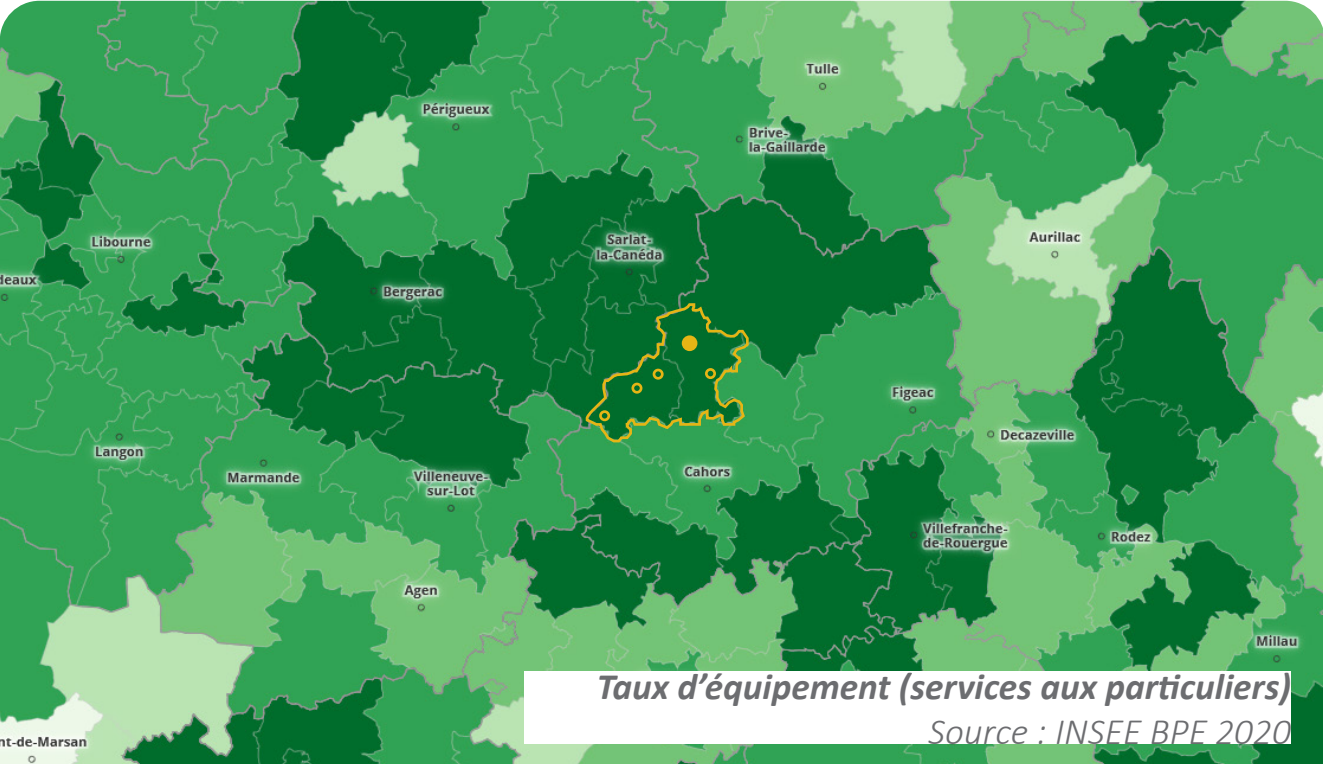 Tulle
Périgueux
Brive-
la-Gaillarde
Libourne
Sarlat-
la-Canéda
Aurillac
deaux
Bergerac
Figeac
Decazeville
Langon
Marmande
Villeneuve-
sur-Lot
Cahors
Villefranche-
de-Rouergue
Rodez
Agen
Millau
Taux d’équipement (services aux particuliers)
Source : INSEE BPE 2020
nt-de-Marsan